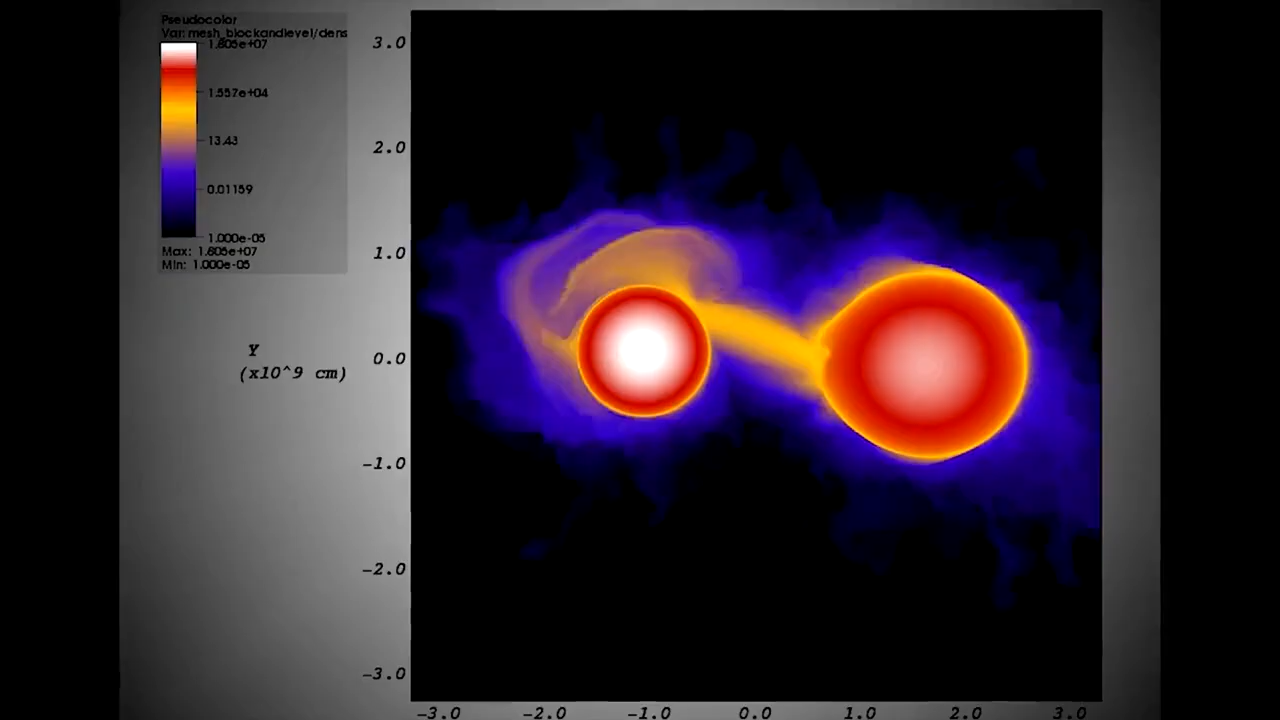 Pseudocolor
Var: mesh_blockandlevel/dens
1.805e+07
1.557e+04
13.43
0.01159
1.000e-05
Max: 1.805e+07
Min: 1.000e-05
3.0
2.0
1.0
0.0
-1.0
-2.0
-3.0
Y
(x10^9 cm)
-3.0 -2.0 -1.0 0.0 1.0 2.0 3.0